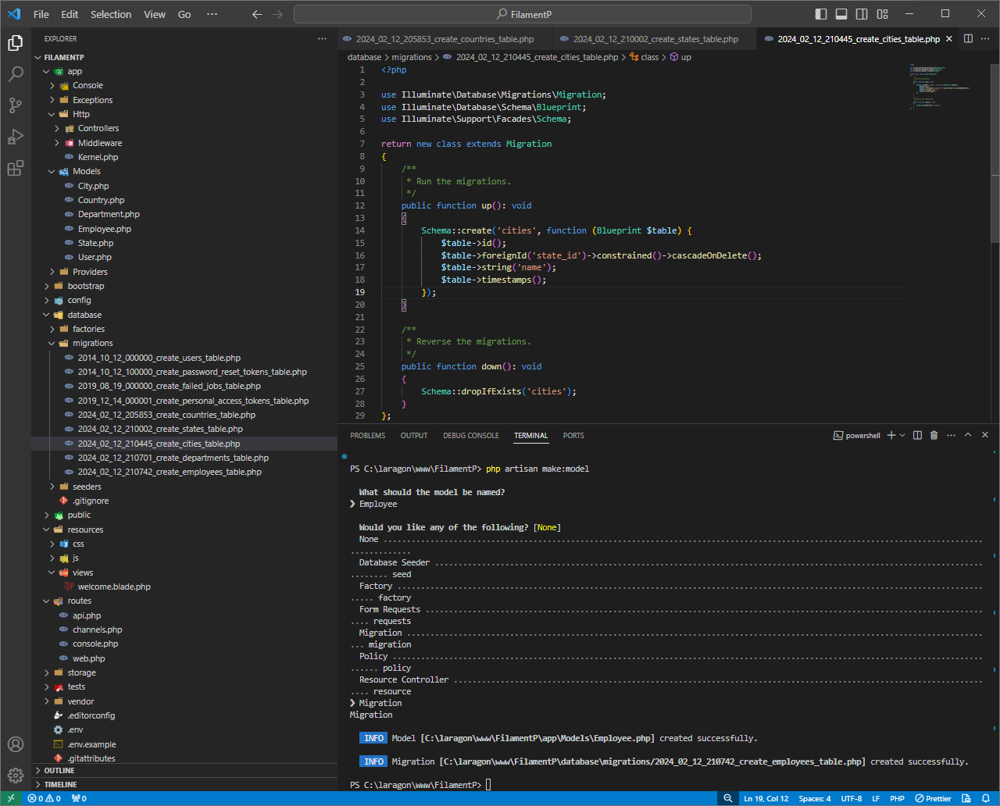 File Edit Selection View Go ··· FilamentP
EXPLORER
FILAMENTP
app
Console
Exceptions
Http
Controllers
Middleware
Kernel.php
Models
City.php
Country.php
Department.php
Employee.php
State.php
User.php
Providers
bootstrap
config
database
factories
migrations
2014_10_12_000000_create_users_table.php
2014_10_12_100000_create_password_reset_tokens_table.php
2019_08_19_000000_create_failed_jobs_table.php
2019_12_14_000001_create_personal_access_tokens_table.php
2024_02_12_205853_create_countries_table.php
2024_02_12_210002_create_states_table.php
2024_02_12_210445_create_cities_table.php
2024_02_12_210701_create_departments_table.php
2024_02_12_210742_create_employees_table.php
seeders
.gitignore
public
resources
css
js
views
welcome.blade.php
routes
api.php
channels.php
console.php
web.php
storage
tests
vendor
.editorconfig
.env
.env.example
.gitattributes
OUTLINE
TIMELINE
2024_02_12_205853_create_countries_table.php 2024_02_12_210002_create_states_table.php 2024_02_12_210445_create_cities_table.php
database > migrations > 2024_02_12_210445_create_cities_table.php > class > up
1 <?php
2
3 use Illuminate\Database\Migrations\Migration;
4 use Illuminate\Database\Schema\Blueprint;
5 use Illuminate\Support\Facades\Schema;
6
7 return new class extends Migration
8 {
9 /**
10 * Run the migrations.
11 */
12 public function up(): void
13 {
14 Schema::create('cities', function (Blueprint $table) {
15 $table->id();
16 $table->foreignId('state_id')->constrained()->cascadeOnDelete();
17 $table->string('name');
18 $table->timestamps();
19 });
20 }
21
22 /**
23 * Reverse the migrations.
24 */
25 public function down(): void
26 {
27 Schema::dropIfExists('cities');
28 }
29 };
PROBLEMS OUTPUT DEBUG CONSOLE TERMINAL PORTS powershell
PS C:\laragon\www\FilamentP> php artisan make:model
What should the model be named?
❯ Employee
Would you like any of the following? [None]
None ................................................................
.............
Database Seeder ................................................................
........ seed
Factory ................................................................
..... factory
Form Requests ................................................................
.... requests
Migration ................................................................
... migration
Policy ................................................................
...... policy
Resource Controller ................................................................
.... resource
❯ Migration
Migration
INFO Model [C:\laragon\www\FilamentP\app\Models\Employee.php] created successfully.
INFO Migration [C:\laragon\www\FilamentP\database\migrations/2024_02_12_210742_create_employees_table.php] created successfully.
PS C:\laragon\www\FilamentP>
0 0 0 Ln 19, Col 12 Spaces: 4 UTF-8 LF PHP Prettier